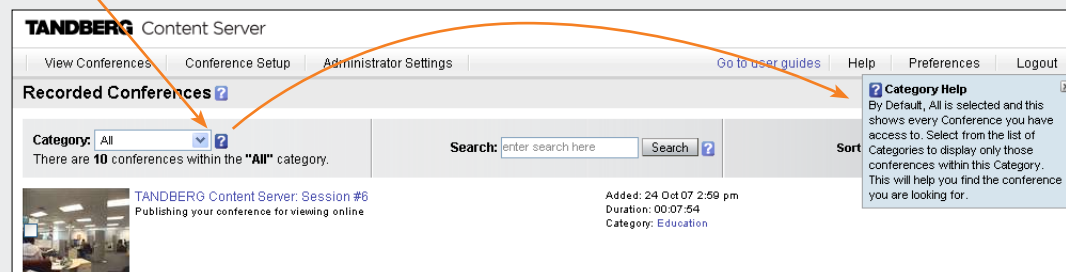 TANDBERG Content Server
View Conferences Conference Setup Administrator Settings Go to user guides Help Preferences Logout
Recorded Conferences ?
Category: All ?
There are 10 conferences within the "All" category.
Search: enter search here Search ?
Sort
? Category Help x
By Default, All is selected and this
shows every Conference you have
access to. Select from the list of
Categories to display only those
conferences within this Category.
This will help you find the conference
you are looking for.
TANDBERG Content Server: Session #6
Publishing your conference for viewing online
Added: 24 Oct 07 2:59 pm
Duration: 00:07:54
Category: Education